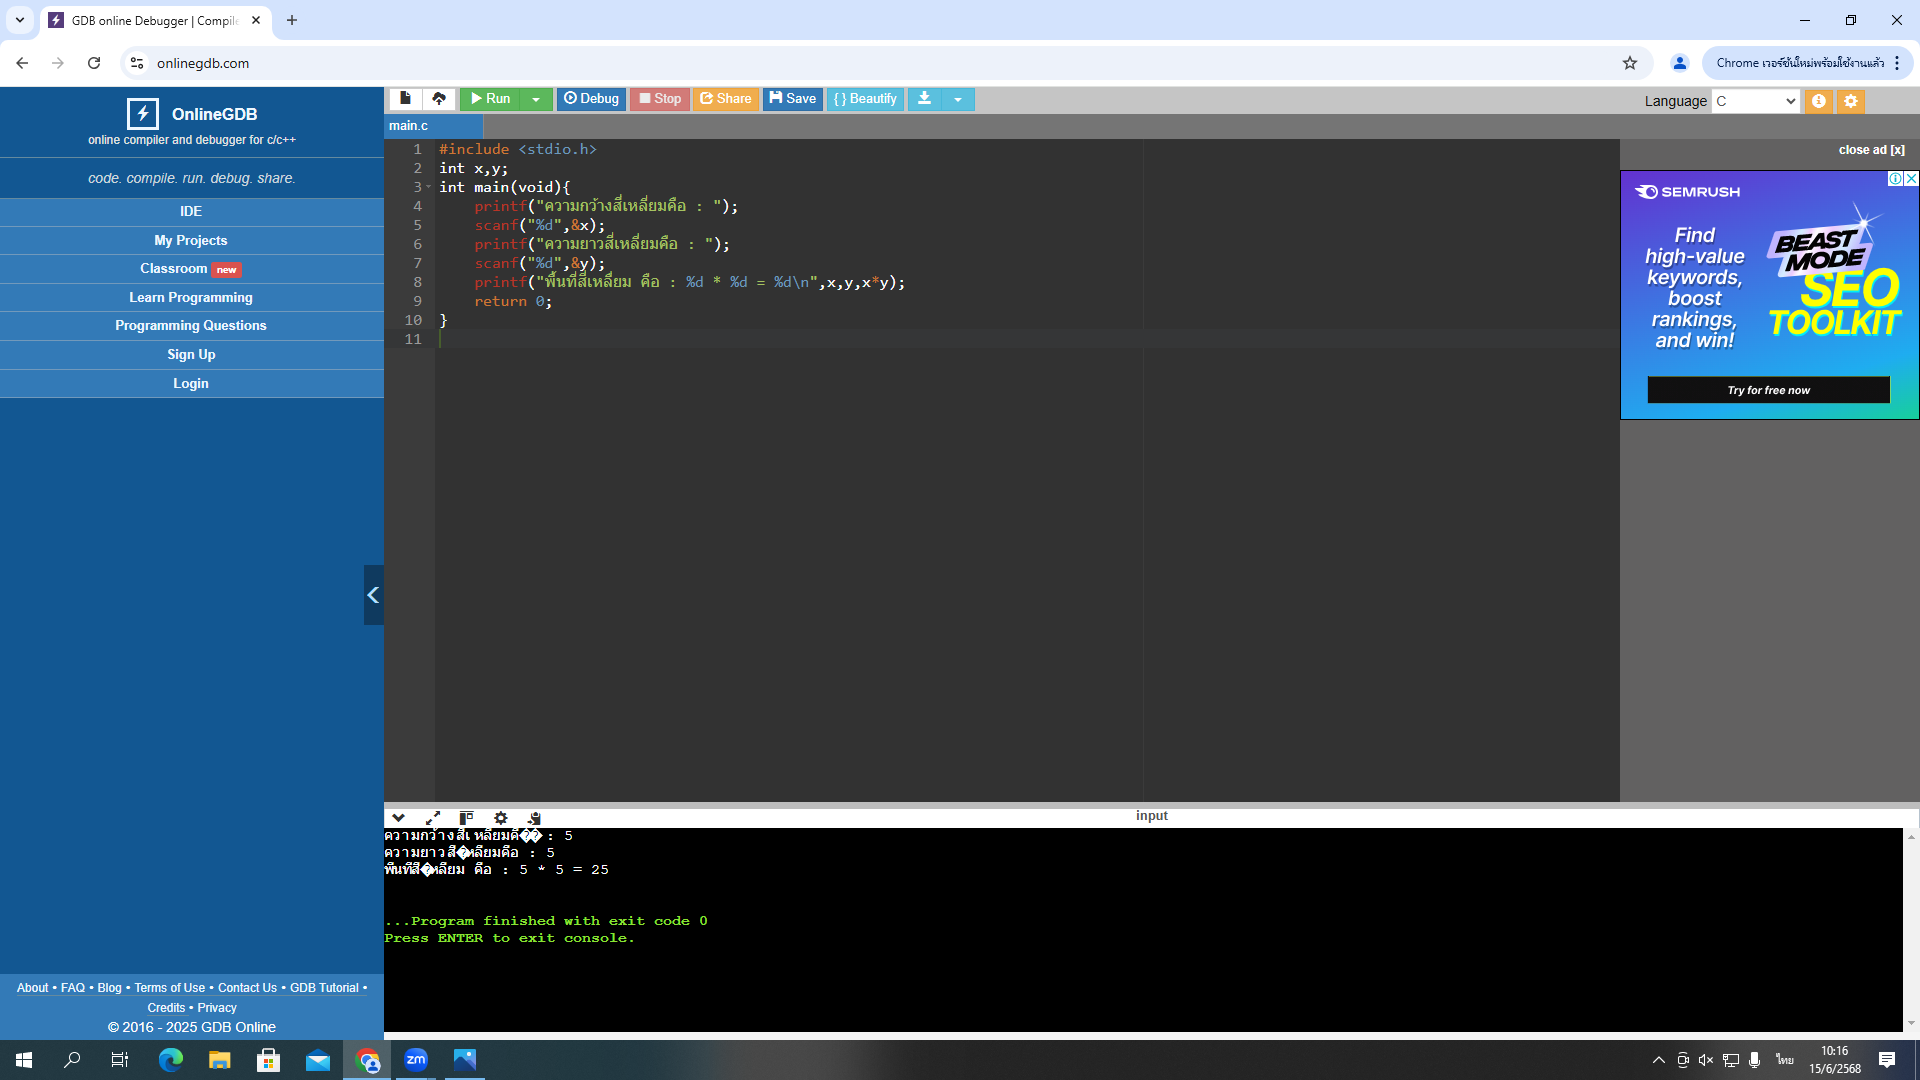 GDB online Debugger | Compile
onlinegdb.com
Chrome เวอร์ชันใหม่พร้อมใช้งานแล้ว
OnlineGDB
online compiler and debugger for c/c++
code. compile. run. debug. share.
IDE
My Projects
Classroom new
Learn Programming
Programming Questions
Sign Up
Login
About • FAQ • Blog • Terms of Use • Contact Us • GDB Tutorial •
Credits • Privacy
© 2016 - 2025 GDB Online
Run Debug Stop Share Save { } Beautify
Language C
main.c
1 #include <stdio.h>
2 int x,y;
3 int main(void){
4 printf("ความกว้างสี่เหลี่ยมคือ : ");
5 scanf("%d",&x);
6 printf("ความยาวสี่เหลี่ยมคือ : ");
7 scanf("%d",&y);
8 printf("พื้นที่สี่เหลี่ยม คือ : %d * %d = %d\n",x,y,x*y);
9 return 0;
10 }
11
close ad [x]
SEMRUSH
Find
high-value
keywords,
boost
rankings,
and win!
BEAST
MODE
SEO
TOOLKIT
Try for free now
input
ความกว้างสี่เหลี่ยมคื�� : 5
ความยาวสี่�หลี่ยมคือ : 5
พื้นที่สี่�หลี่ยม คือ : 5 * 5 = 25
...Program finished with exit code 0
Press ENTER to exit console.
zm
ไทย
10:16
15/6/2568